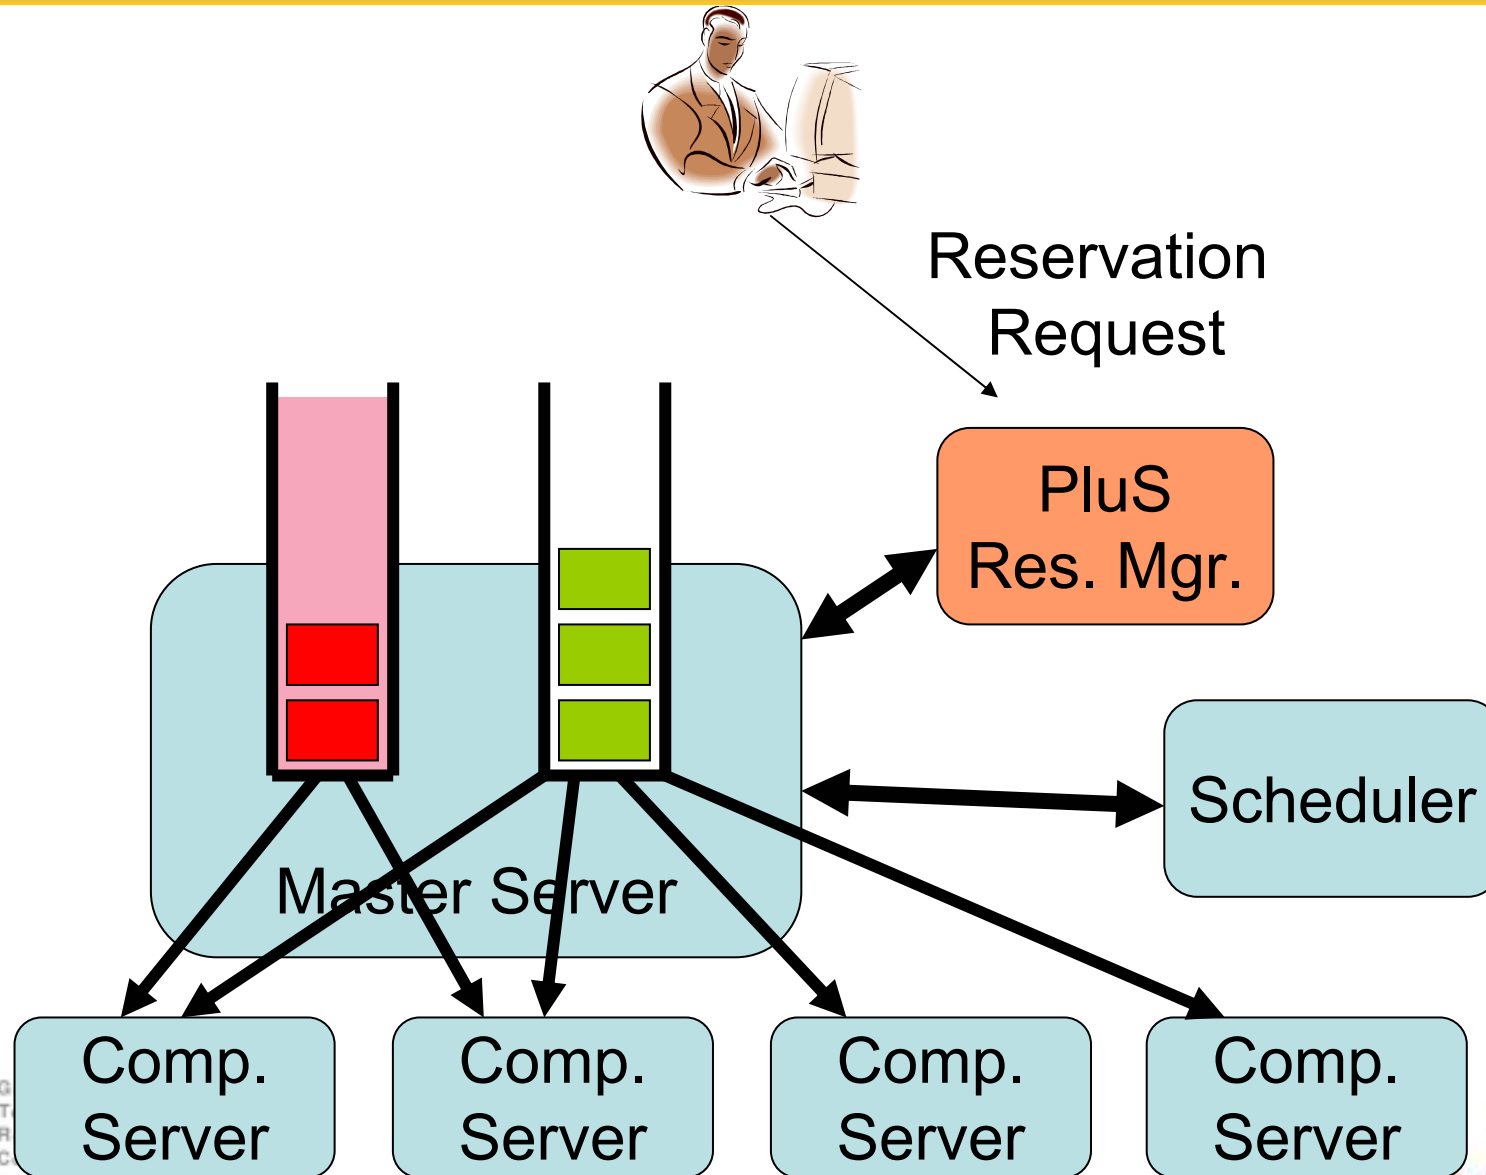 Reservation
Request
PluS
Res. Mgr.
Scheduler
Master Server
Comp.
Server
Comp.
Server
Comp.
Server
Comp.
Server